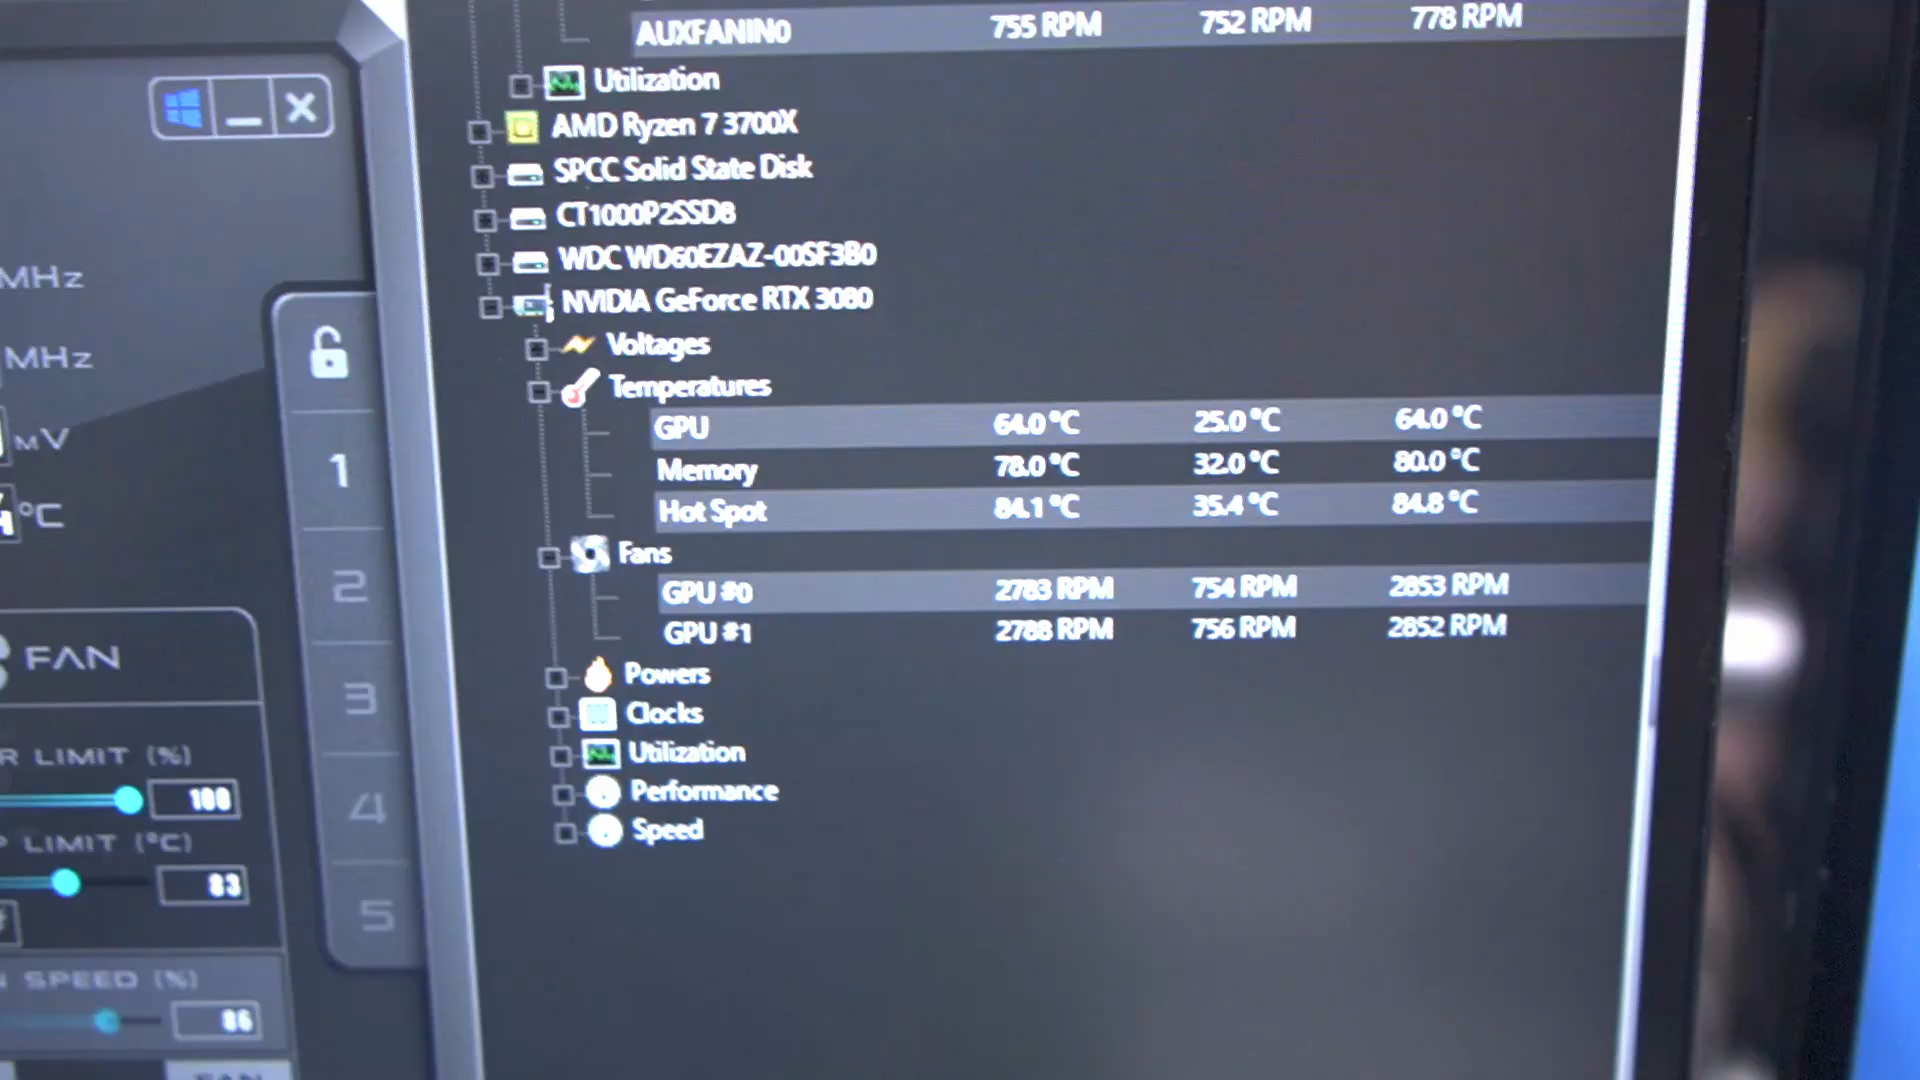 AUXFANIN0 755 RPM 752 RPM 778 RPM
Utilization
AMD Ryzen 7 3700X
SPCC Solid State Disk
CT1000P2SSD8
WDC WD60EZAZ-00SF3B0
NVIDIA GeForce RTX 3080
Voltages
Temperatures
GPU 64.0 °C 25.0 °C 64.0 °C
Memory 78.0 °C 32.0 °C 80.0 °C
Hot Spot 84.1 °C 35.4 °C 84.8 °C
Fans
GPU #0 2783 RPM 754 RPM 2853 RPM
GPU #1 2788 RPM 756 RPM 2852 RPM
Powers
Clocks
Utilization
Performance
Speed
MHz
MHz
mV
°C
FAN
R LIMIT (%)
100
P LIMIT (°C)
83
SPEED (%)
86
FAN
1
2
3
4
5